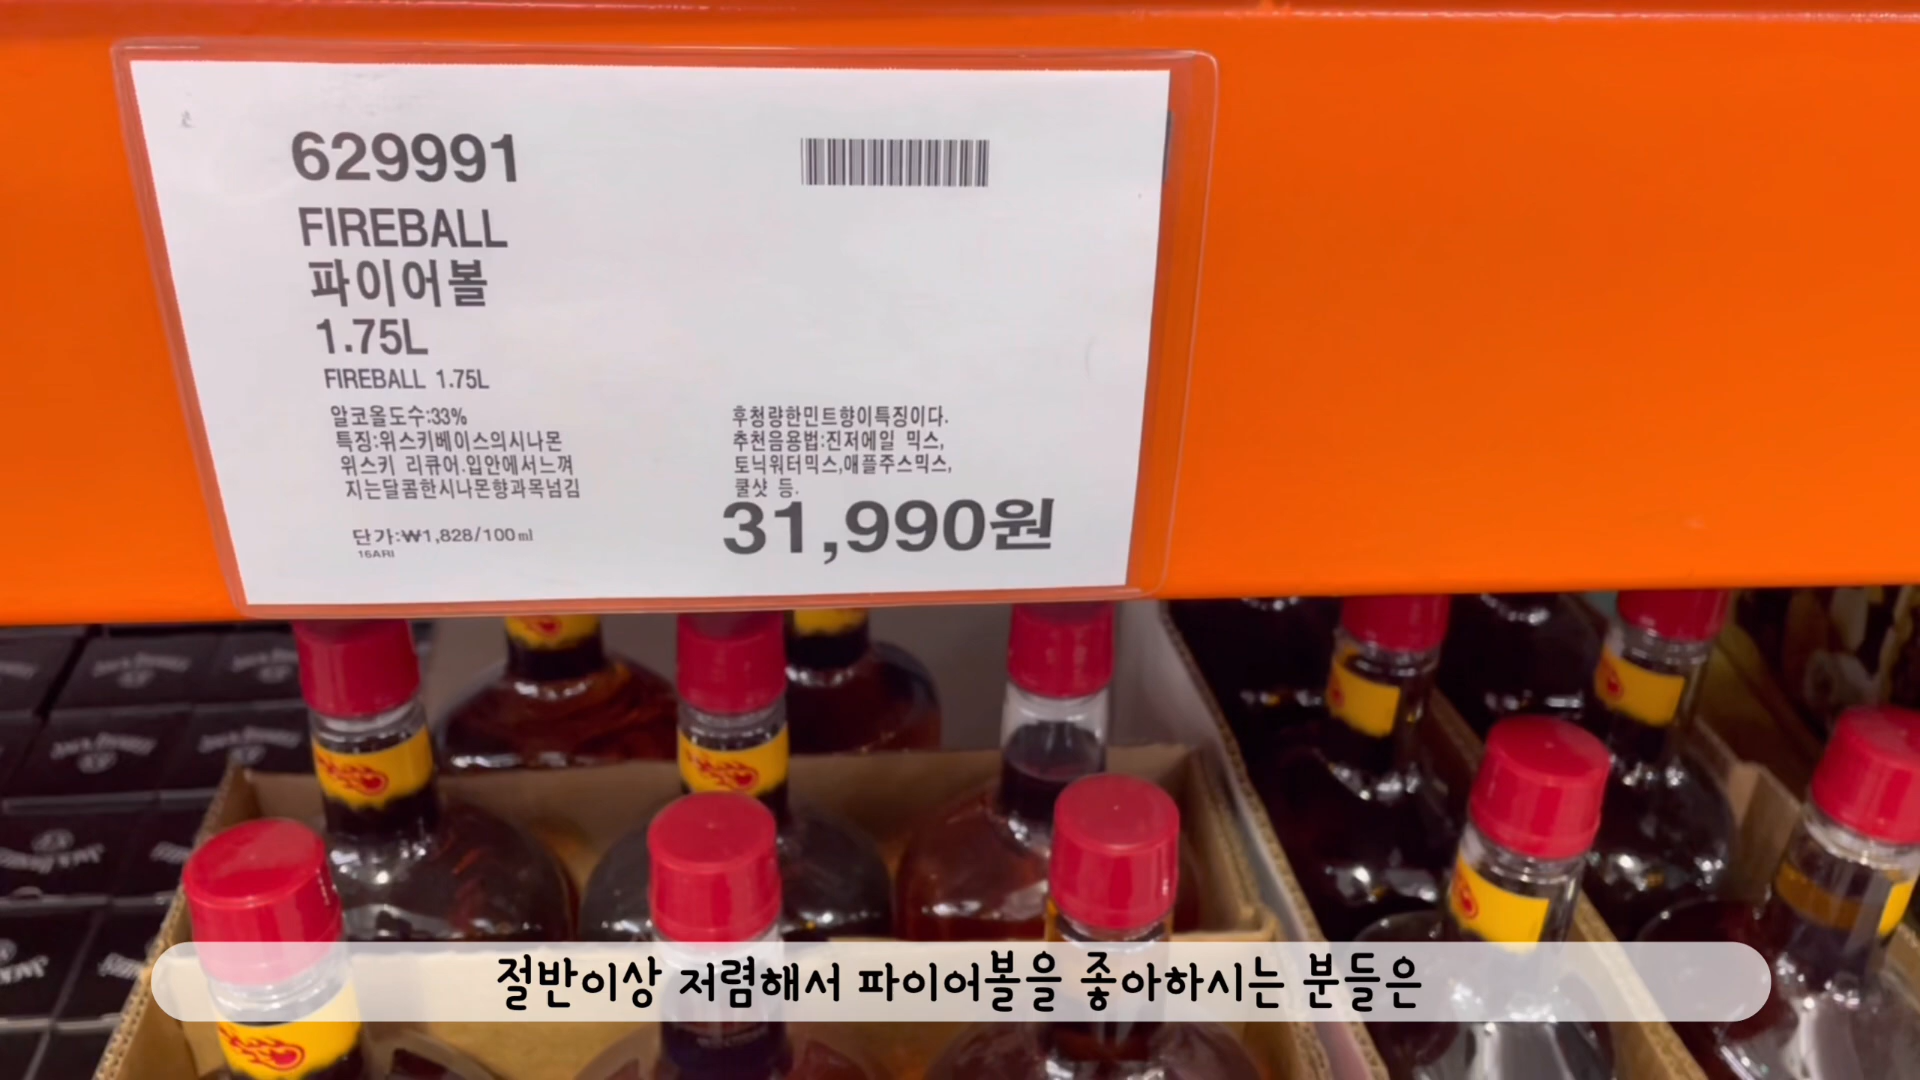 629991
FIREBALL
파이어볼
1.75L
FIREBALL 1.75L
알코올도수:33%
특징:위스키베이스의시나몬
위스키 리큐어.입안에서느껴
지는달콤한시나몬향과목넘김
후청량한민트향이특징이다.
추천음용법:진저에일 믹스,
토닉워터믹스,애플주스믹스,
쿨샷 등.
단가:₩1,828/100㎖
16ARI
31,990원
절반이상 저렴해서 파이어볼을 좋아하시는 분들은